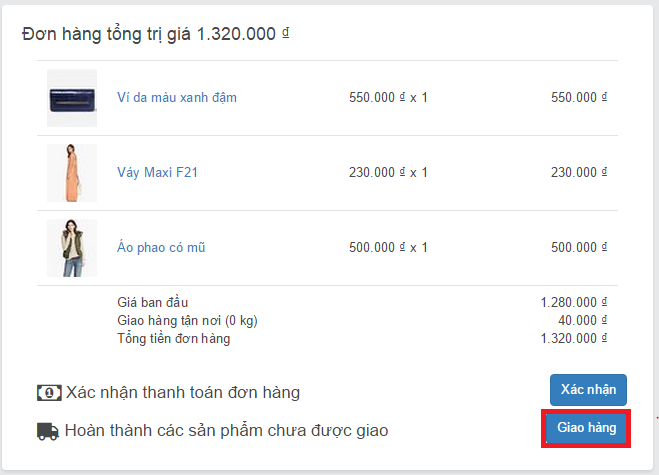 Đơn hàng tổng trị giá 1.320.000 ₫
Ví da màu xanh đậm 550.000 ₫ x 1 550.000 ₫
Váy Maxi F21 230.000 ₫ x 1 230.000 ₫
Áo phao có mũ 500.000 ₫ x 1 500.000 ₫
Giá ban đầu 1.280.000 ₫
Giao hàng tận nơi (0 kg) 40.000 ₫
Tổng tiền đơn hàng 1.320.000 ₫
Xác nhận thanh toán đơn hàng Xác nhận
Hoàn thành các sản phẩm chưa được giao Giao hàng